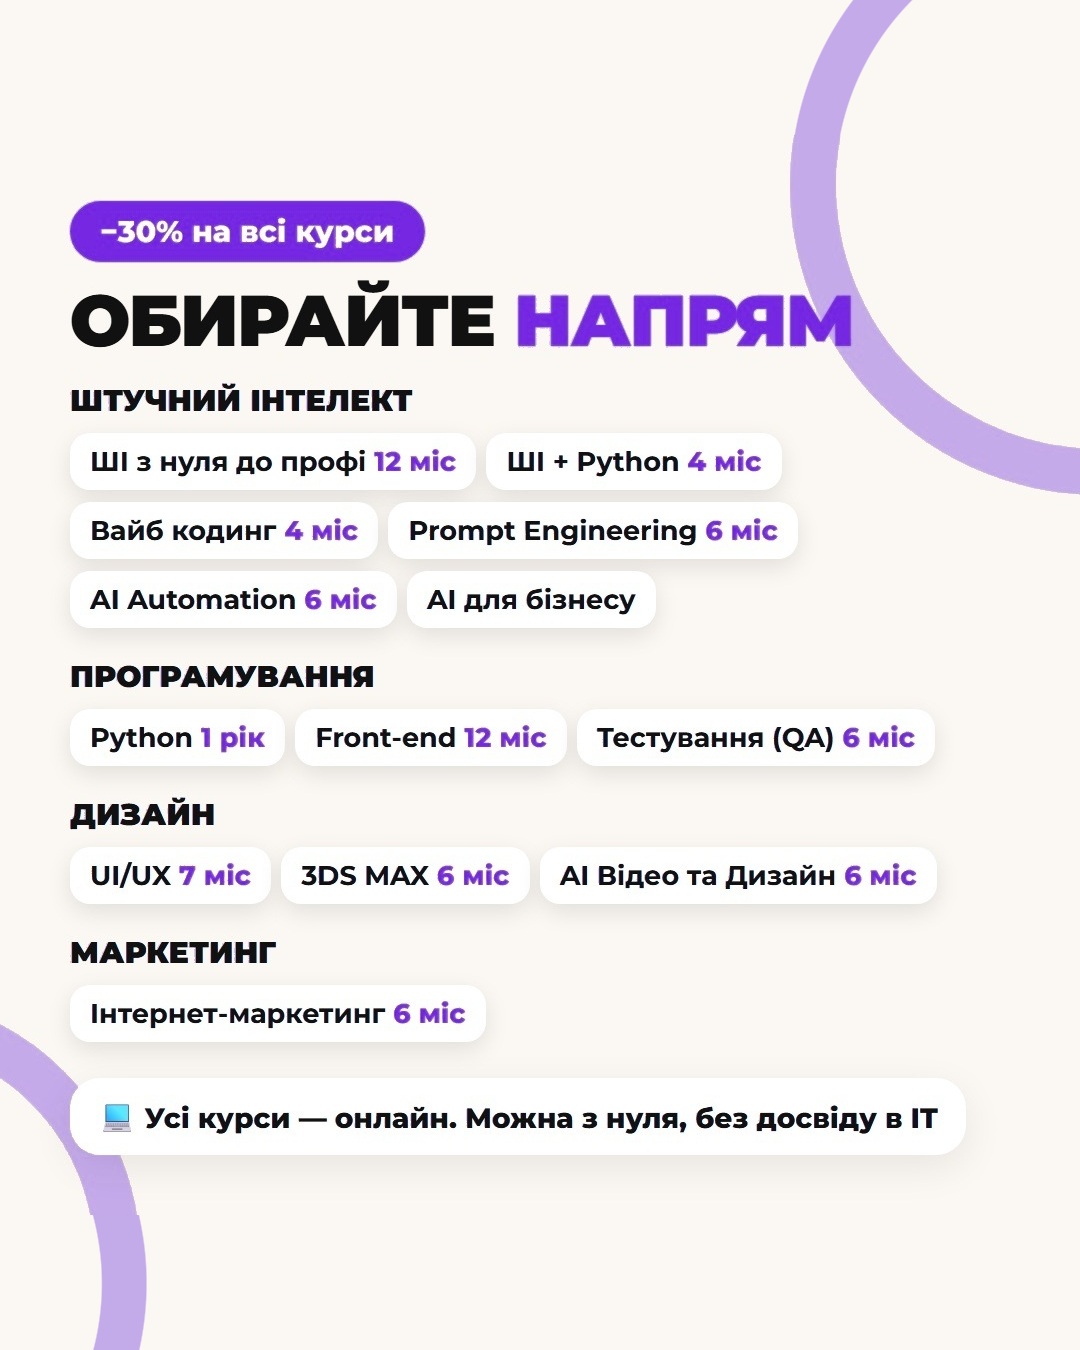 −30% на всі курси
ОБИРАЙТЕ НАПРЯМ
ШТУЧНИЙ ІНТЕЛЕКТ
ШІ з нуля до профі 12 міс ШІ + Python 4 міс
Вайб кодинг 4 міс Prompt Engineering 6 міс
AI Automation 6 міс AI для бізнесу
ПРОГРАМУВАННЯ
Python 1 рік Front-end 12 міс Тестування (QA) 6 міс
ДИЗАЙН
UI/UX 7 міс 3DS MAX 6 міс AI Відео та Дизайн 6 міс
МАРКЕТИНГ
Інтернет-маркетинг 6 міс
Усі курси — онлайн. Можна з нуля, без досвіду в ІТ